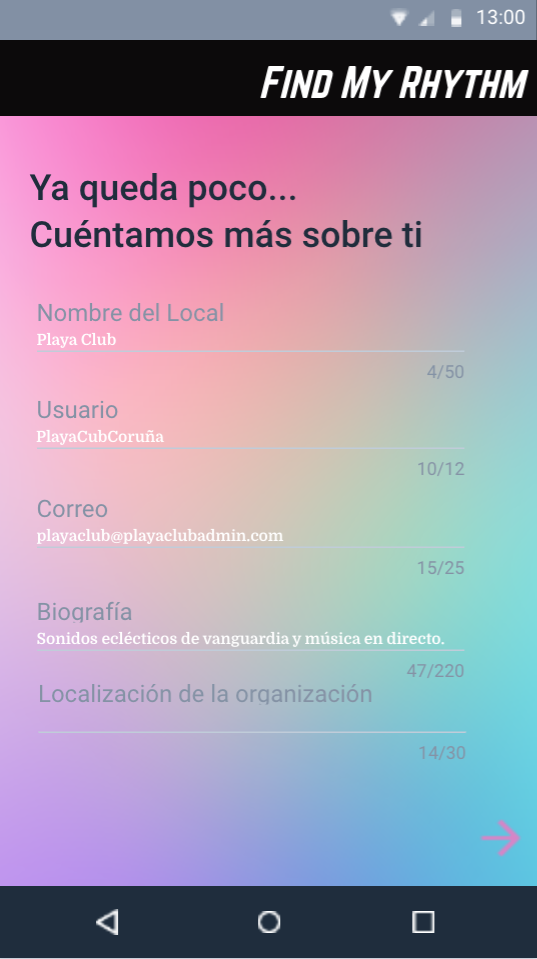 13:00
FIND MY RHYTHM
Ya queda poco...
Cuéntamos más sobre ti
Nombre del Local
Playa Club
4/50
Usuario
PlayaCubCoruña
10/12
Correo
playaclub@playaclubadmin.com
15/25
Biografía
Sonidos eclécticos de vanguardia y música en directo.
47/220
Localización de la organización
14/30